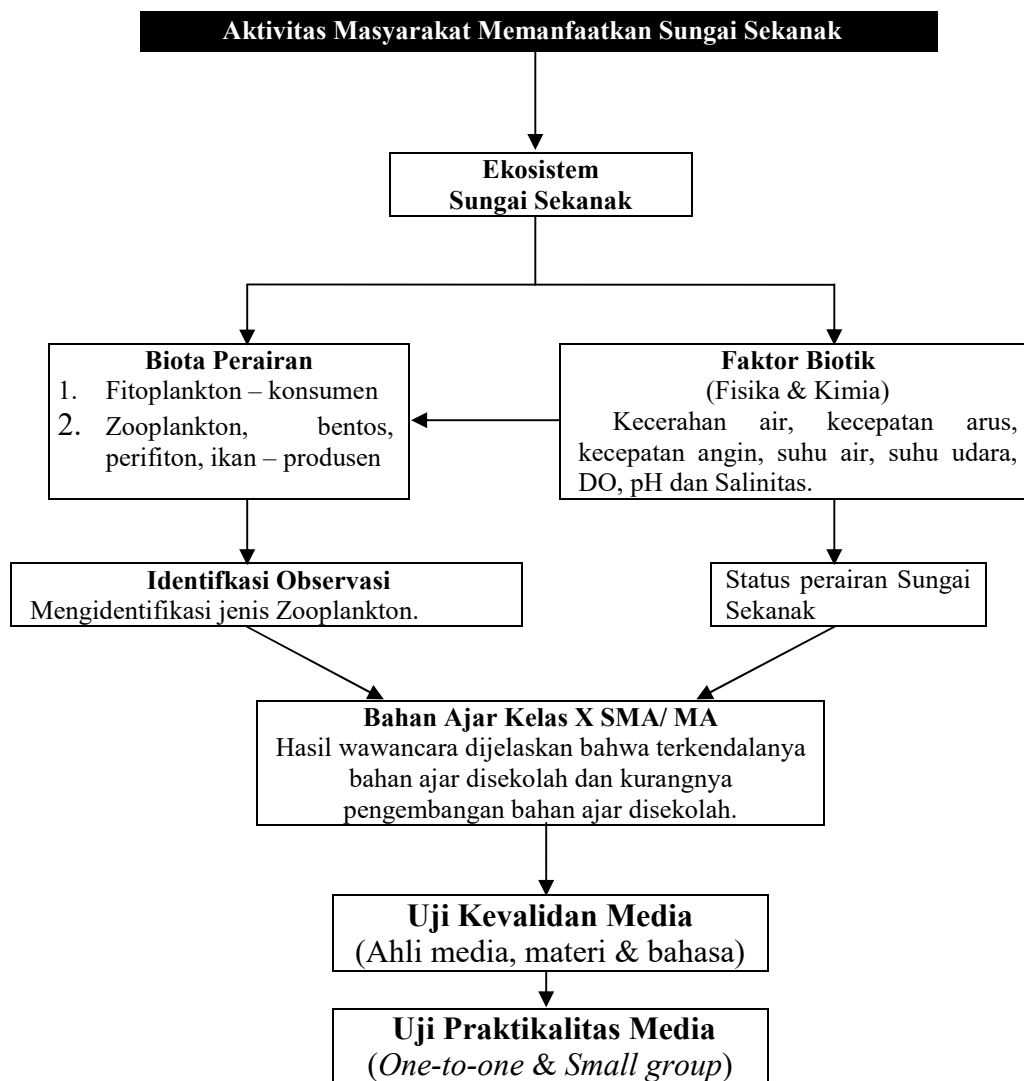 Aktivitas Masyarakat Memanfaatkan Sungai Sekanak
Ekosistem
Sungai Sekanak
Biota Perairan
1. Fitoplankton – konsumen
2. Zooplankton, bentos,
perifiton, ikan – produsen
Faktor Biotik
(Fisika & Kimia)
Kecerahan air, kecepatan arus,
kecepatan angin, suhu air, suhu udara,
DO, pH dan Salinitas.
Identifkasi Observasi
Mengidentifikasi jenis Zooplankton.
Status perairan Sungai
Sekanak
Bahan Ajar Kelas X SMA/ MA
Hasil wawancara dijelaskan bahwa terkendalanya
bahan ajar disekolah dan kurangnya
pengembangan bahan ajar disekolah.
Uji Kevalidan Media
(Ahli media, materi & bahasa)
Uji Praktikalitas Media
(One-to-one & Small group)